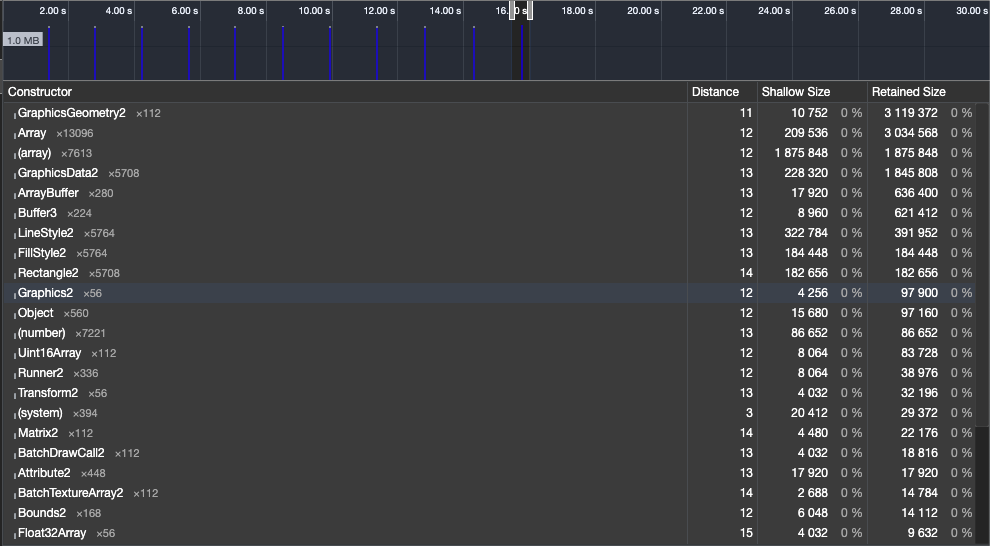 2.00 s 4.00 s 6.00 s 8.00 s 10.00 s 12.00 s 14.00 s 16.00 s 18.00 s 20.00 s 22.00 s 24.00 s 26.00 s 28.00 s 30.00 s
1.0 MB
Constructor Distance Shallow Size Retained Size
GraphicsGeometry2 ×112 11 10 752 0 % 3 119 372 0 %
Array ×13096 12 209 536 0 % 3 034 568 0 %
(array) ×7613 12 1 875 848 0 % 1 875 848 0 %
GraphicsData2 ×5708 13 228 320 0 % 1 845 808 0 %
ArrayBuffer ×280 13 17 920 0 % 636 400 0 %
Buffer3 ×224 12 8 960 0 % 621 412 0 %
LineStyle2 ×5764 13 322 784 0 % 391 952 0 %
FillStyle2 ×5764 13 184 448 0 % 184 448 0 %
Rectangle2 ×5708 14 182 656 0 % 182 656 0 %
Graphics2 ×56 12 4 256 0 % 97 900 0 %
Object ×560 12 15 680 0 % 97 160 0 %
(number) ×7221 13 86 652 0 % 86 652 0 %
Uint16Array ×112 12 8 064 0 % 83 728 0 %
Runner2 ×336 12 8 064 0 % 38 976 0 %
Transform2 ×56 13 4 032 0 % 32 196 0 %
(system) ×394 3 20 412 0 % 29 372 0 %
Matrix2 ×112 14 4 480 0 % 22 176 0 %
BatchDrawCall2 ×112 13 4 032 0 % 18 816 0 %
Attribute2 ×448 13 17 920 0 % 17 920 0 %
BatchTextureArray2 ×112 14 2 688 0 % 14 784 0 %
Bounds2 ×168 12 6 048 0 % 14 112 0 %
Float32Array ×56 15 4 032 0 % 9 632 0 %